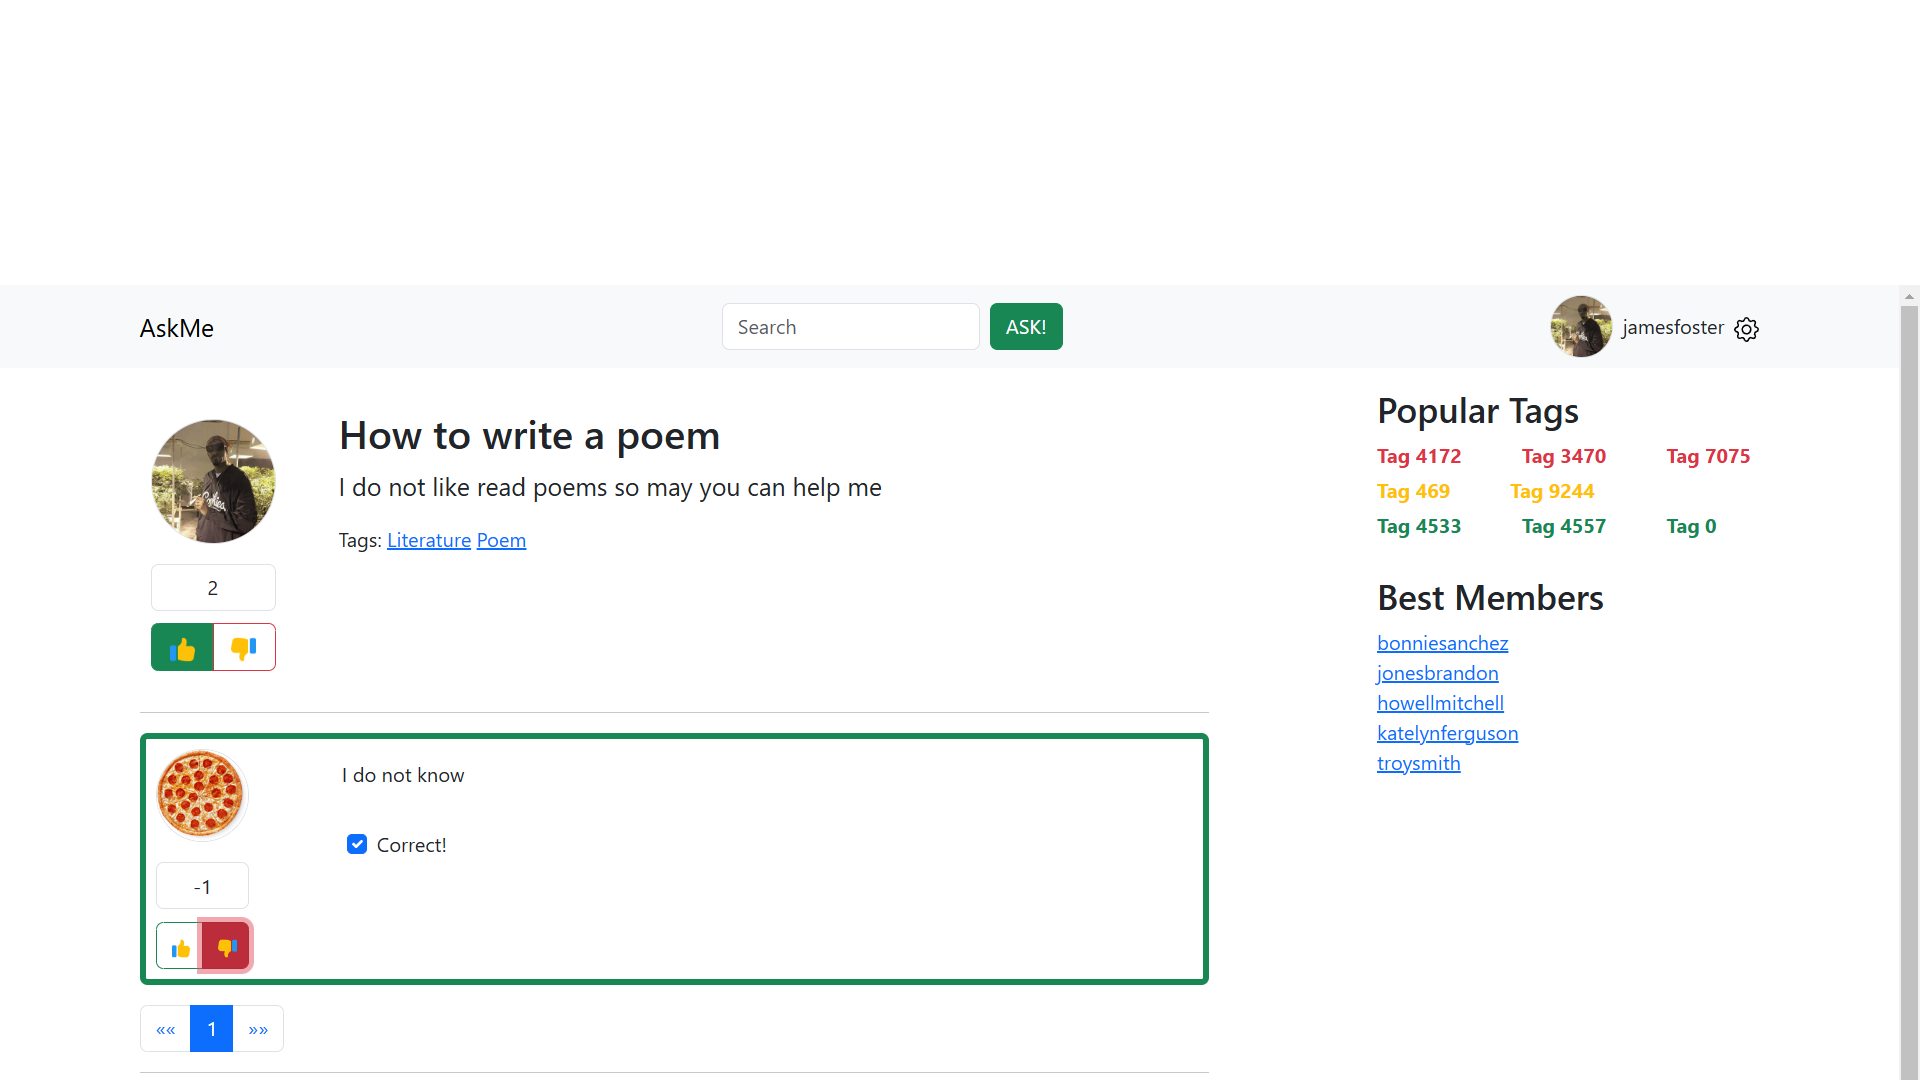 AskMe
Search
ASK!
jamesfoster
How to write a poem
I do not like read poems so may you can help me
Tags: Literature Poem
2
I do not know
Correct!
-1
«« 1 »»
Popular Tags
Tag 4172 Tag 3470 Tag 7075
Tag 469 Tag 9244
Tag 4533 Tag 4557 Tag 0
Best Members
bonniesanchez
jonesbrandon
howellmitchell
katelynferguson
troysmith